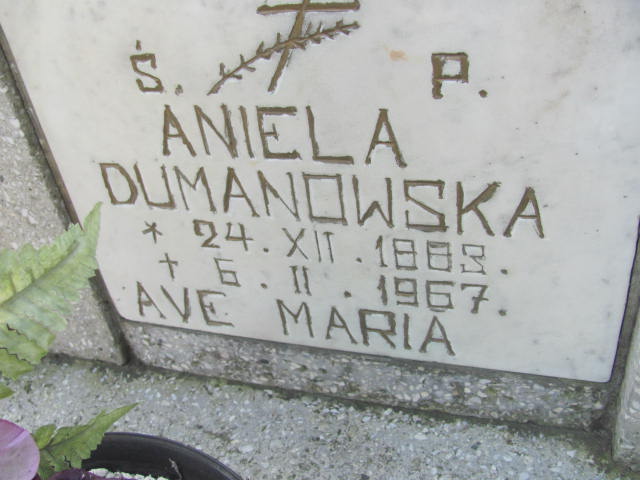 Ś. P.
ANIELA
DUMANOWSKA
* 24. XII. 1883.
+ 6. II. 1967.
AVE MARIA